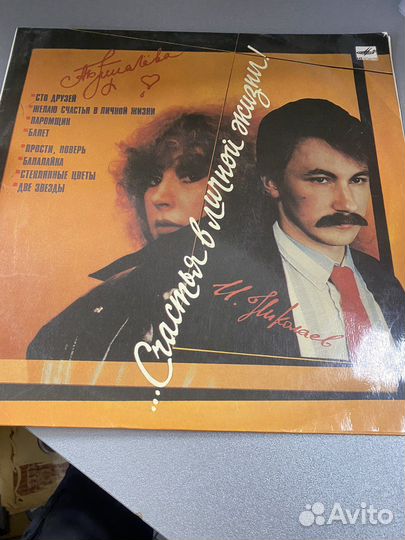 А. Пугачёва
СТО ДРУЗЕЙ
ЖЕЛАЮ СЧАСТЬЯ В ЛИЧНОЙ ЖИЗНИ
ПАРОМЩИК
БАЛЕТ
ПРОСТИ, ПОВЕРЬ
БАЛАЛАЙКА
СТЕКЛЯННЫЕ ЦВЕТЫ
ДВЕ ЗВЕЗДЫ
...Счастья в личной жизни!
И. Николаев
Avito